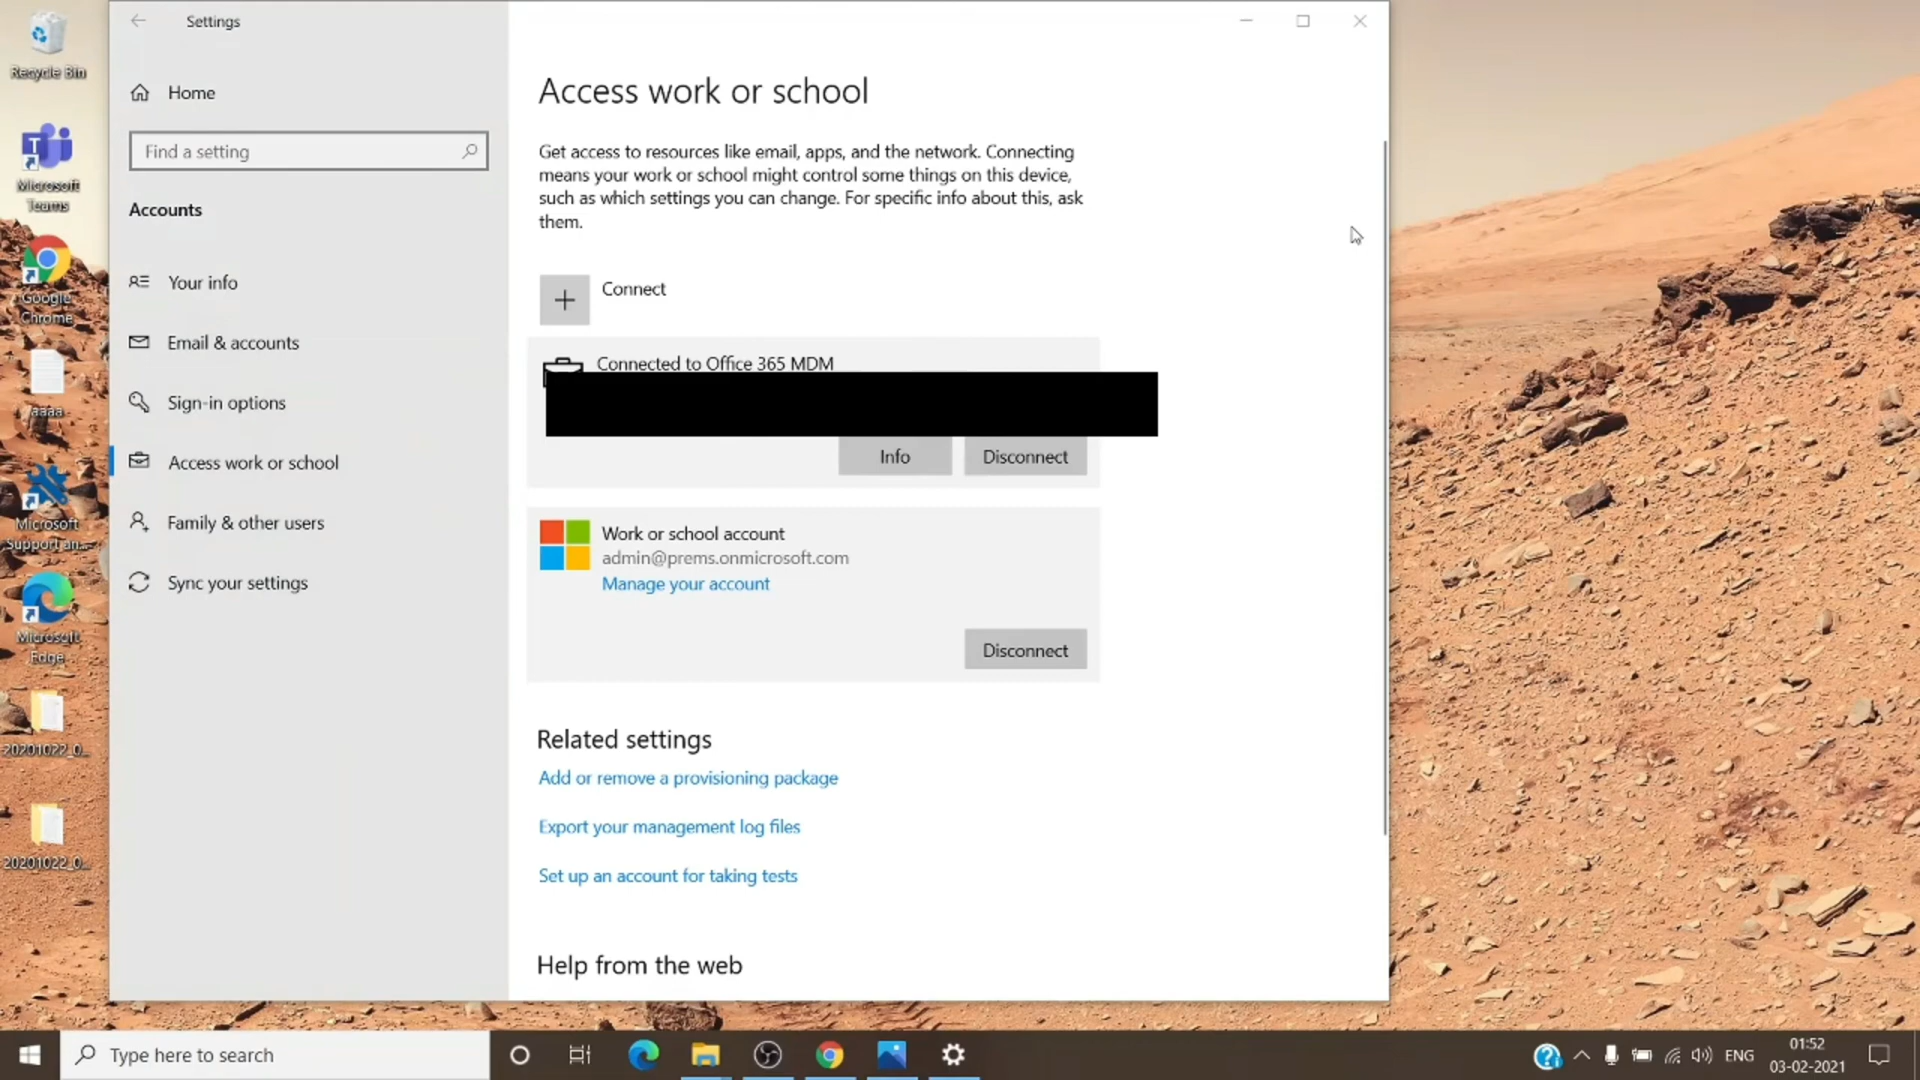 Settings
Home
Find a setting
Accounts
Your info
Email & accounts
Sign-in options
Access work or school
Family & other users
Sync your settings
Access work or school
Get access to resources like email, apps, and the network. Connecting
means your work or school might control some things on this device,
such as which settings you can change. For specific info about this, ask
them.
Connect
Connected to Office 365 MDM
Info
Disconnect
Work or school account
admin@prems.onmicrosoft.com
Manage your account
Disconnect
Related settings
Add or remove a provisioning package
Export your management log files
Set up an account for taking tests
Help from the web
Recycle Bin
Microsoft
Teams
Google
Chrome
aaaa
Microsoft
Support an...
Microsoft
Edge
20201022_0...
20201022_0...
Type here to search
ENG
01:52
03-02-2021